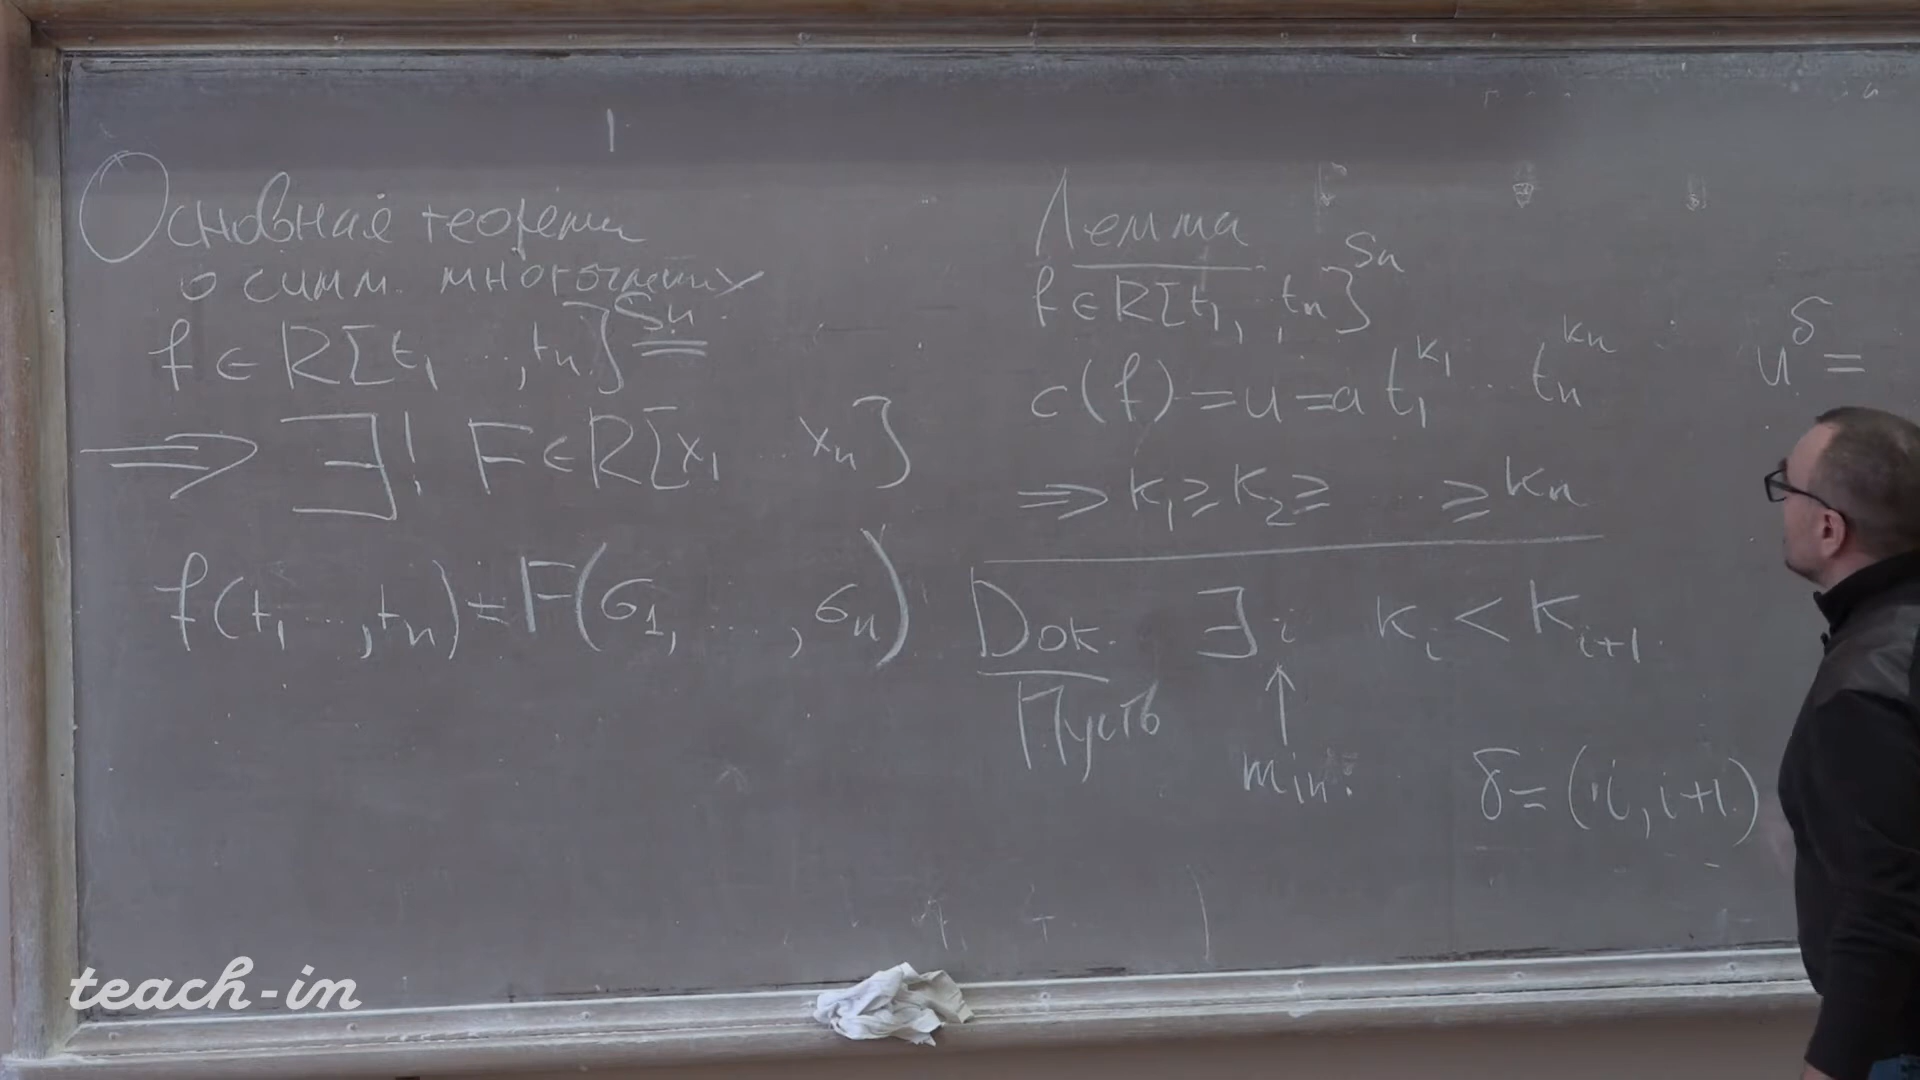 Основная теорема
о симм. многочленах
f ∈ R[t₁ ..., tₙ]^{Sₙ}
⟹ ∃! F ∈ R[x₁ ... xₙ]
f(t₁ ..., tₙ) = F(σ₁, ..., σₙ)
Лемма
f ∈ R[t₁, , tₙ]^{Sₙ}
c(f) = u = a t₁^{k₁} ... tₙ^{kₙ}
⟹ k₁ ⩾ k₂ ⩾ ... ⩾ kₙ
Док. ∃ i kᵢ < kᵢ₊₁.
Пусть
↑
min.
δ = (i, i+1)
u^δ =
teach-in